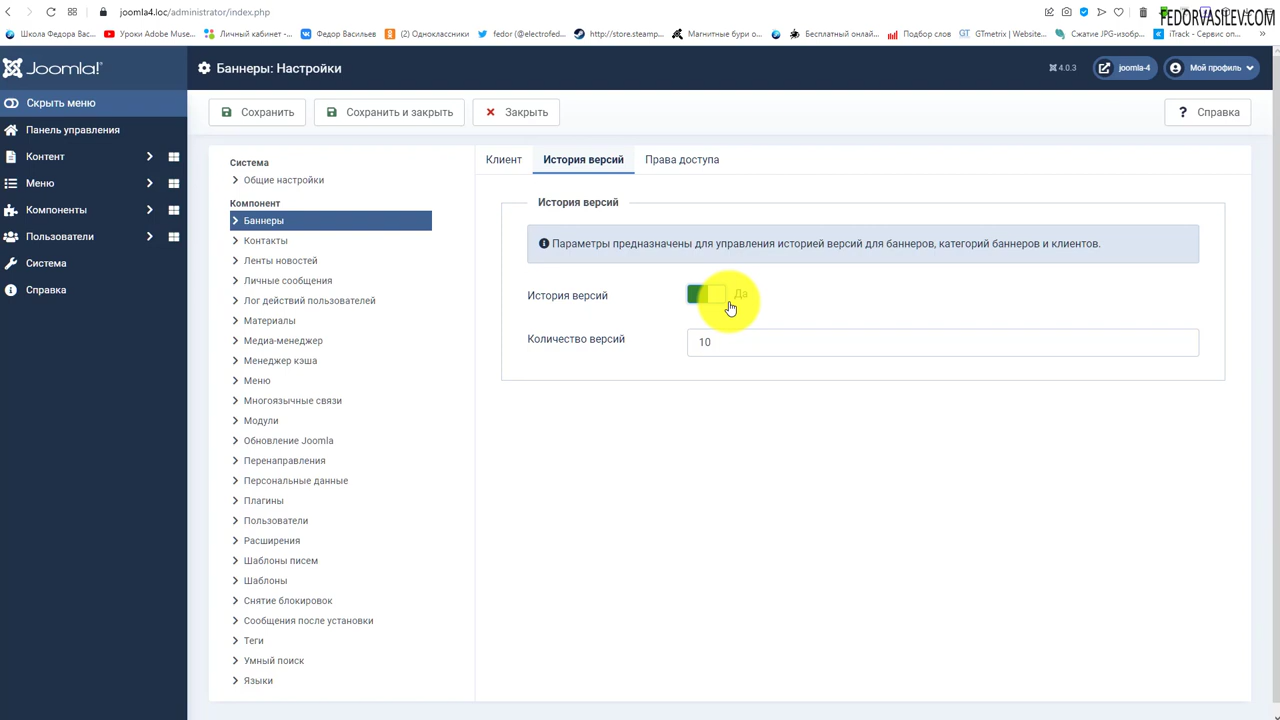 joomla4.loc/administrator/index.php
FEDORVASILEV.COM
Школа Федора Вас...
Уроки Adobe Muse...
Личный кабинет -...
Федор Васильев
(2) Одноклассники
fedor (@electrofed...
http://store.steamp...
Магнитные бури о...
Бесплатный онлай...
Подбор слов
GTmetrix | Website...
Сжатие JPG-изобр...
iTrack - Сервис оп...
Joomla!
Баннеры: Настройки
4.0.3
joomla-4
Мой профиль
Скрыть меню
Панель управления
Контент
Меню
Компоненты
Пользователи
Система
Справка
Сохранить
Сохранить и закрыть
Закрыть
? Справка
Система
Общие настройки
Компонент
Баннеры
Контакты
Ленты новостей
Личные сообщения
Лог действий пользователей
Материалы
Медиа-менеджер
Менеджер кэша
Меню
Многоязычные связи
Модули
Обновление Joomla
Перенаправления
Персональные данные
Плагины
Пользователи
Расширения
Шаблоны писем
Шаблоны
Снятие блокировок
Сообщения после установки
Теги
Умный поиск
Языки
Клиент
История версий
Права доступа
История версий
Параметры предназначены для управления историей версий для баннеров, категорий баннеров и клиентов.
История версий
Да
Количество версий
10